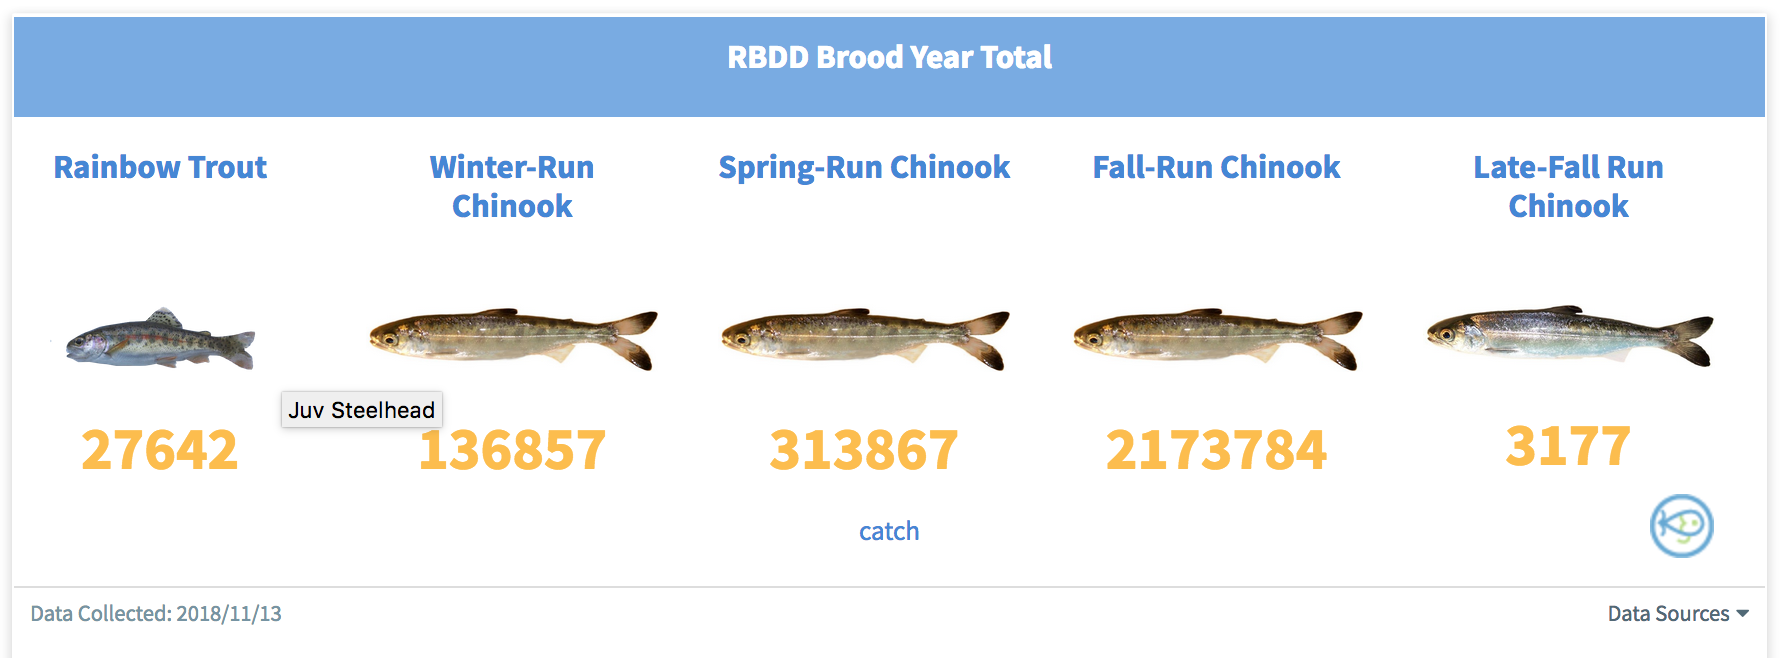 RBDD Brood Year Total
Rainbow Trout
Winter-Run
Chinook
Spring-Run Chinook
Fall-Run Chinook
Late-Fall Run
Chinook
Juv Steelhead
27642
136857
313867
2173784
3177
catch
Data Collected: 2018/11/13
Data Sources